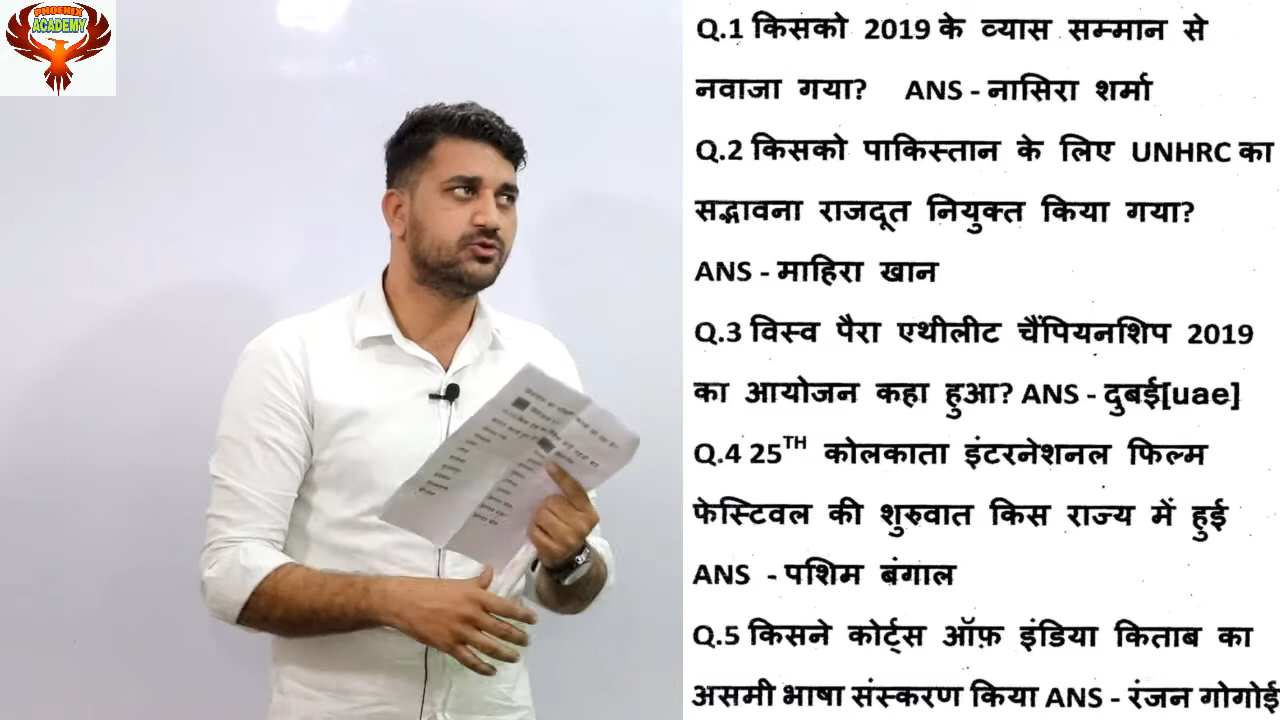 PHOENIX
ACADEMY
Q.1 किसको 2019 के व्यास सम्मान से
नवाजा गया? ANS - नासिरा शर्मा
Q.2 किसको पाकिस्तान के लिए UNHRC का
सद्भावना राजदूत नियुक्त किया गया?
ANS - माहिरा खान
Q.3 विस्व पैरा एथीलीट चैंपियनशिप 2019
का आयोजन कहा हुआ? ANS - दुबई[uae]
Q.4 25TH कोलकाता इंटरनेशनल फिल्म
फेस्टिवल की शुरुवात किस राज्य में हुई
ANS - पशिम बंगाल
Q.5 किसने कोर्ट्स ऑफ़ इंडिया किताब का
असमी भाषा संस्करण किया ANS - रंजन गोगोई